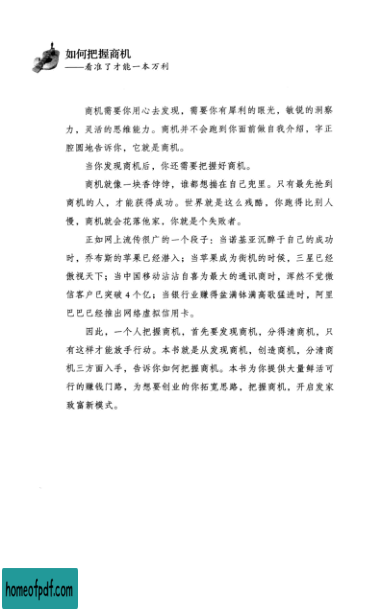 如何把握商机
——看准了才能一本万利
商机需要你用心去发现，需要你有犀利的眼光，敏锐的洞察
力，灵活的思维能力。商机并不会跑到你面前做自我介绍，字正
腔圆地告诉你，它就是商机。
当你发现商机后，你还需要把握好商机。
商机就像一块香饽饽，谁都想揣在自己兜里。只有最先抢到
商机的人，才能获得成功。世界就是这么残酷，你跑得比别人
慢，商机就会花落他家，你就是个失败者。
正如网上流传很广的一个段子：当诺基亚沉醉于自己的成功
时，乔布斯的苹果已经潜入；当苹果成为街机的时候，三星已经
傲视天下；当中国移动沾沾自喜为最大的通讯商时，浑然不觉微
信客户已突破4个亿；当银行业赚得盆满钵满高歌猛进时，阿里
巴巴已经推出网络虚拟信用卡。
因此，一个人把握商机，首先要发现商机，分得清商机，只
有这样才能放手行动。本书就是从发现商机，创造商机，分清商
机三方面入手，告诉你如何把握商机。本书为你提供大量鲜活可
行的赚钱门路，为想要创业的你拓宽思路，把握商机，开启发家
致富新模式。
homeofpdf.com